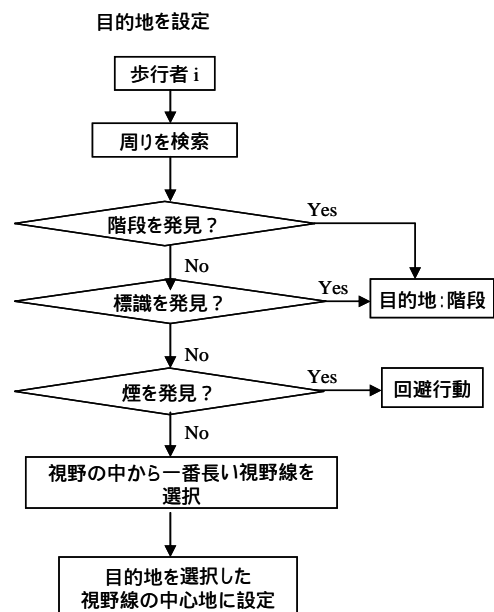 目的地を設定
歩行者 i
周りを検索
階段を発見？
Yes
No
標識を発見？
Yes
目的地:階段
No
煙を発見？
Yes
回避行動
No
視野の中から一番長い視野線を
選択
目的地を選択した
視野線の中心地に設定